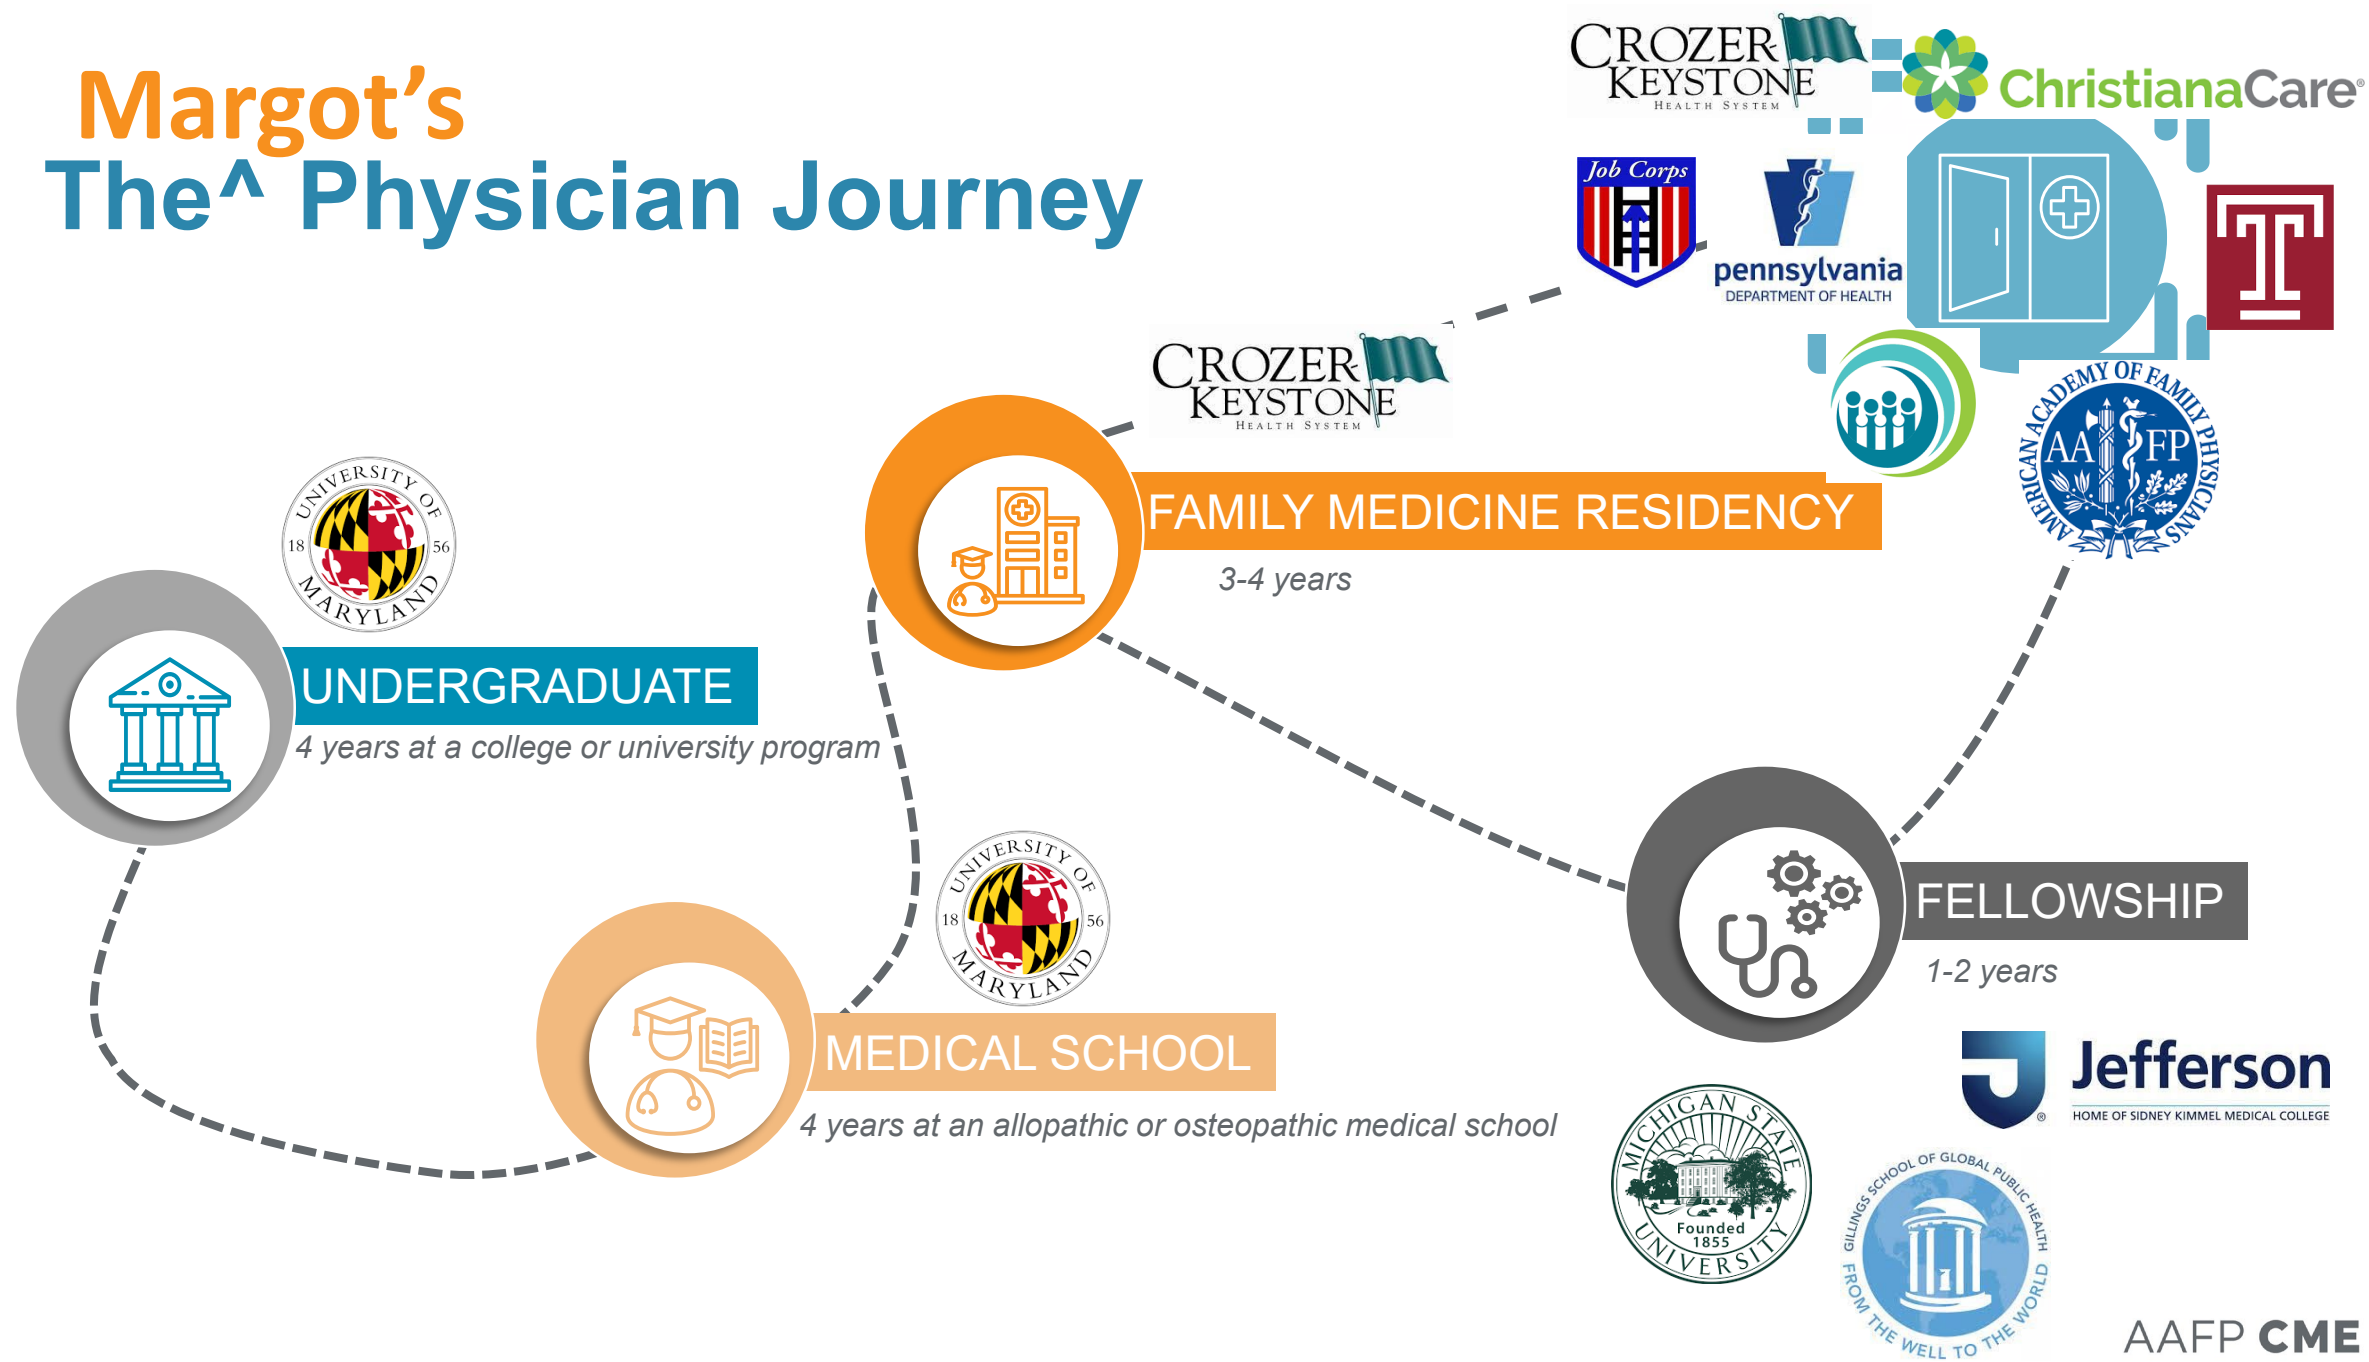 Margot's
The^ Physician Journey
CROZER-
KEYSTONE
HEALTH SYSTEM
ChristianaCare®
Job Corps
pennsylvania
DEPARTMENT OF HEALTH
T
CROZER-
KEYSTONE
HEALTH SYSTEM
AMERICAN ACADEMY OF FAMILY PHYSICIANS
AA FP
FAMILY MEDICINE RESIDENCY
3-4 years
UNIVERSITY OF
18 56
MARYLAND
UNDERGRADUATE
4 years at a college or university program
UNIVERSITY OF
18 56
MARYLAND
MEDICAL SCHOOL
4 years at an allopathic or osteopathic medical school
FELLOWSHIP
1-2 years
Jefferson
®
HOME OF SIDNEY KIMMEL MEDICAL COLLEGE
MICHIGAN STATE
UNIVERSITY
Founded
1855
GILLINGS SCHOOL OF GLOBAL PUBLIC HEALTH
FROM THE WELL TO THE WORLD
AAFP CME